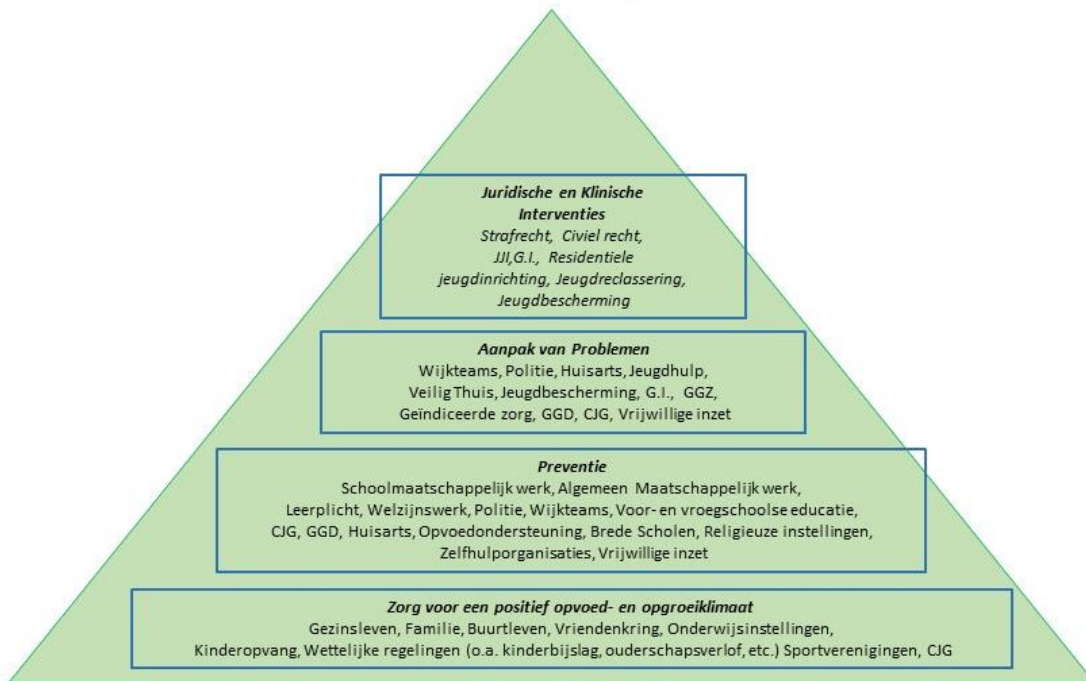 Juridische en Klinische
Interventies
Strafrecht, Civiel recht,
JJI,G.I., Residentiele
jeugdinrichting, Jeugdreclassering,
Jeugdbescherming
Aanpak van Problemen
Wijkteams, Politie, Huisarts, Jeugdhulp,
Veilig Thuis, Jeugdbescherming, G.I., GGZ,
Geïndiceerde zorg, GGD, CJG, Vrijwillige inzet
Preventie
Schoolmaatschappelijk werk, Algemeen Maatschappelijk werk,
Leerplicht, Welzijnswerk, Politie, Wijkteams, Voor- en vroegschoolse educatie,
CJG, GGD, Huisarts, Opvoedondersteuning, Brede Scholen, Religieuze instellingen,
Zelfhulporganisaties, Vrijwillige inzet
Zorg voor een positief opvoed- en opgroeiklimaat
Gezinsleven, Familie, Buurtleven, Vriendenkring, Onderwijsinstellingen,
Kinderopvang, Wettelijke regelingen (o.a. kinderbijslag, ouderschapsverlof, etc.) Sportverenigingen, CJG